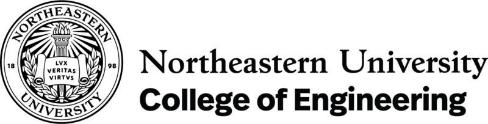 NORTHEASTERN
LVX
VERITAS
VIRTVS
18 98
UNIVERSITY
Northeastern University
College of Engineering